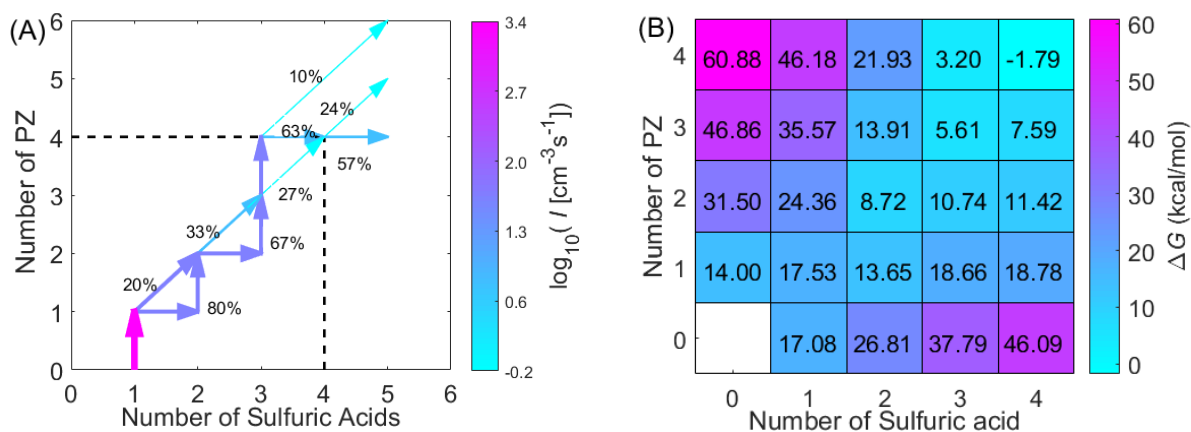 (A)
Number of PZ
6
5
4
3
2
1
0
10%
24%
63%
57%
27%
33%
67%
20%
80%
0 1 2 3 4 5 6
Number of Sulfuric Acids
3.4
2.7
2.0
1.3
0.6
-0.2
log10( I [cm-3s-1])
(B)
Number of PZ
4 60.88 46.18 21.93 3.20 -1.79
3 46.86 35.57 13.91 5.61 7.59
2 31.50 24.36 8.72 10.74 11.42
1 14.00 17.53 13.65 18.66 18.78
0 17.08 26.81 37.79 46.09
0 1 2 3 4
Number of Sulfuric acid
60
50
40
30
20
10
0
ΔG (kcal/mol)